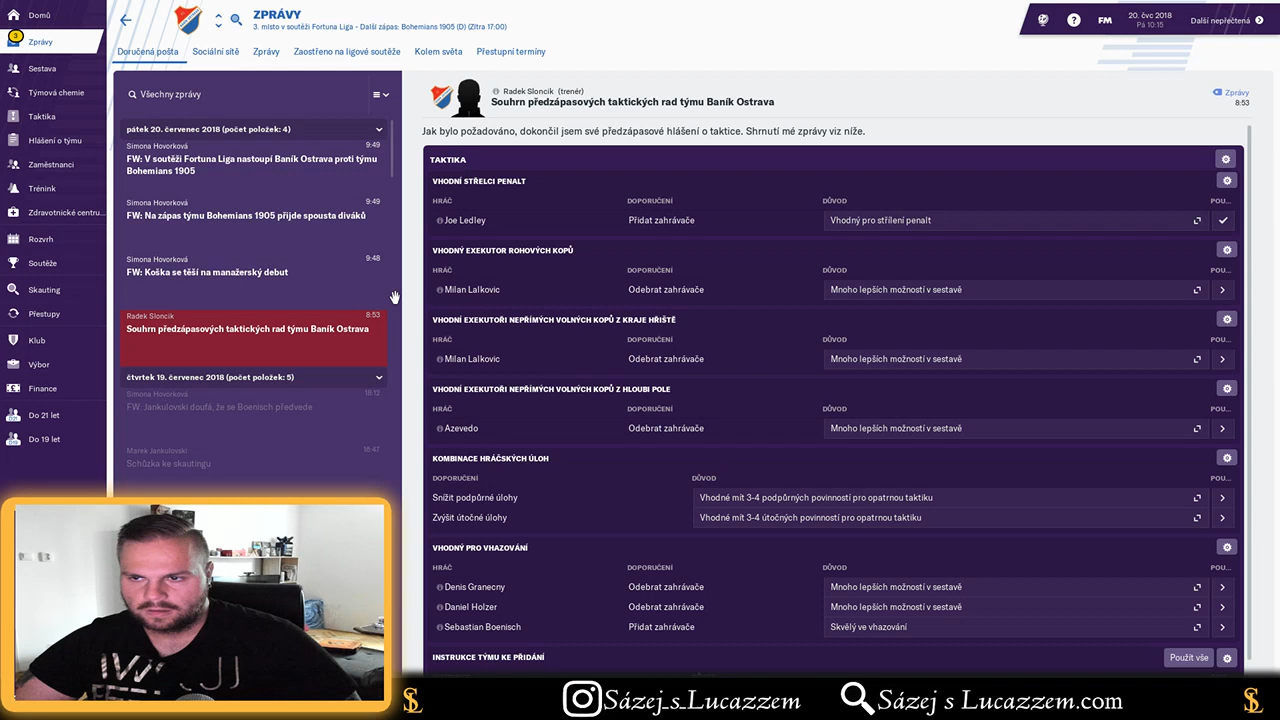 Domů
3
Zprávy
Sestava
Týmová chemie
Taktika
Hlášení o týmu
Zaměstnanci
Trénink
Zdravotnické centru...
Rozvrh
Soutěže
Skauting
Přestupy
Klub
Výbor
Finance
Do 21 let
Do 19 let
ZPRÁVY
3. místo v soutěži Fortuna Liga - Další zápas: Bohemians 1905 (D) (Zítra 17:00)
FM
20. čvc 2018
Pá 10:15
Další nepřečtená
Doručená pošta
Sociální sítě
Zprávy
Zaostřeno na ligové soutěže
Kolem světa
Přestupní termíny
Všechny zprávy
pátek 20. červenec 2018 (počet položek: 4)
Simona Hovorková 9:49
FW: V soutěži Fortuna Liga nastoupí Baník Ostrava proti týmu
Bohemians 1905
Simona Hovorková 9:49
FW: Na zápas týmu Bohemians 1905 přijde spousta diváků
Simona Hovorková 9:48
FW: Koška se těší na manažerský debut
Radek Sloncik 8:53
Souhrn předzápasových taktických rad týmu Baník Ostrava
čtvrtek 19. červenec 2018 (počet položek: 5)
Simona Hovorková 18:12
FW: Jankulovski doufá, že se Boenisch předvede
Marek Jankulovski 16:47
Schůzka ke skautingu
Radek Sloncik (trenér)
Souhrn předzápasových taktických rad týmu Baník Ostrava
Zprávy
8:53
Jak bylo požadováno, dokončil jsem své předzápasové hlášení o taktice. Shrnutí mé zprávy viz níže.
TAKTIKA
VHODNÍ STŘELCI PENALT
HRÁČ DOPORUČENÍ DŮVOD POU...
Joe Ledley Přidat zahrávače Vhodný pro střílení penalt
VHODNÝ EXEKUTOR ROHOVÝCH KOPŮ
HRÁČ DOPORUČENÍ DŮVOD POU...
Milan Lalkovic Odebrat zahrávače Mnoho lepších možností v sestavě
VHODNÍ EXEKUTOŘI NEPŘÍMÝCH VOLNÝCH KOPŮ Z KRAJE HŘIŠTĚ
HRÁČ DOPORUČENÍ DŮVOD POU...
Milan Lalkovic Odebrat zahrávače Mnoho lepších možností v sestavě
VHODNÍ EXEKUTOŘI NEPŘÍMÝCH VOLNÝCH KOPŮ Z HLOUBI POLE
HRÁČ DOPORUČENÍ DŮVOD POU...
Azevedo Odebrat zahrávače Mnoho lepších možností v sestavě
KOMBINACE HRÁČSKÝCH ÚLOH
DOPORUČENÍ DŮVOD POU...
Snížit podpůrné úlohy Vhodné mít 3-4 podpůrných povinností pro opatrnou taktiku
Zvýšit útočné úlohy Vhodné mít 3-4 útočných povinností pro opatrnou taktiku
VHODNÝ PRO VHAZOVÁNÍ
HRÁČ DOPORUČENÍ DŮVOD POU...
Denis Granecny Odebrat zahrávače Mnoho lepších možností v sestavě
Daniel Holzer Odebrat zahrávače Mnoho lepších možností v sestavě
Sebastian Boenisch Přidat zahrávače Skvělý ve vhazování
INSTRUKCE TÝMU KE PŘIDÁNÍ Použít vše
Sázej_s_Lucazzem
Sázej s Lucazzem.com